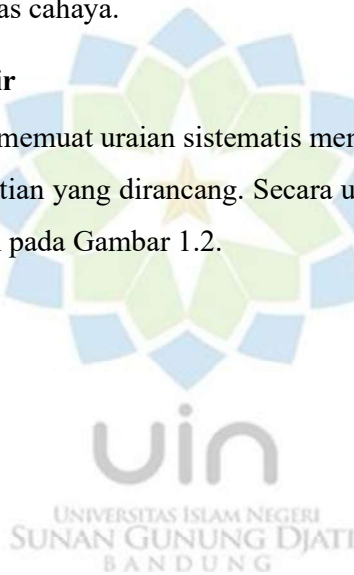 as cahaya.
ir
memuat uraian sistematis men
tian yang dirancang. Secara u
pada Gambar 1.2.
uin
UNIVERSITAS ISLAM NEGERI
SUNAN GUNUNG DJATI
BANDUNG